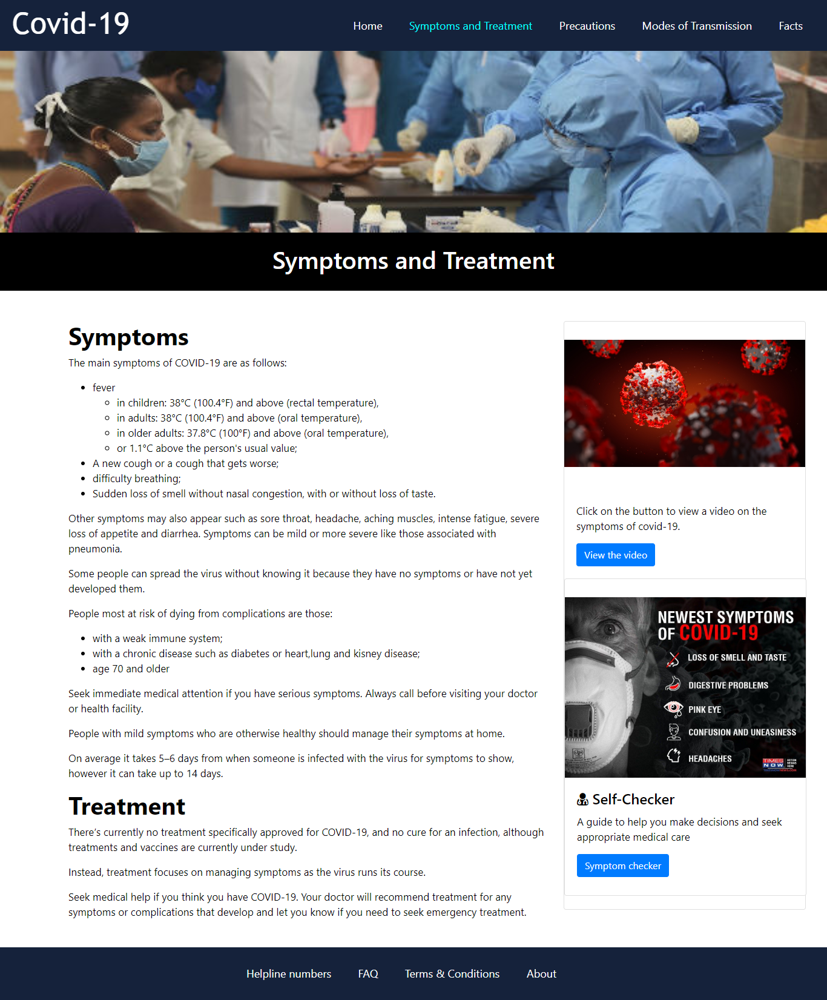 Covid-19
Home
Symptoms and Treatment
Precautions
Modes of Transmission
Facts
Symptoms and Treatment
Symptoms
The main symptoms of COVID-19 are as follows:
fever
in children: 38°C (100.4°F) and above (rectal temperature),
in adults: 38°C (100.4°F) and above (oral temperature),
in older adults: 37.8°C (100°F) and above (oral temperature),
or 1.1°C above the person's usual value;
A new cough or a cough that gets worse;
difficulty breathing;
Sudden loss of smell without nasal congestion, with or without loss of taste.
Other symptoms may also appear such as sore throat, headache, aching muscles, intense fatigue, severe
loss of appetite and diarrhea. Symptoms can be mild or more severe like those associated with
pneumonia.
Some people can spread the virus without knowing it because they have no symptoms or have not yet
developed them.
People most at risk of dying from complications are those:
with a weak immune system;
with a chronic disease such as diabetes or heart,lung and kisney disease;
age 70 and older
Seek immediate medical attention if you have serious symptoms. Always call before visiting your doctor
or health facility.
People with mild symptoms who are otherwise healthy should manage their symptoms at home.
On average it takes 5–6 days from when someone is infected with the virus for symptoms to show,
however it can take up to 14 days.
Treatment
There’s currently no treatment specifically approved for COVID-19, and no cure for an infection, although
treatments and vaccines are currently under study.
Instead, treatment focuses on managing symptoms as the virus runs its course.
Seek medical help if you think you have COVID-19. Your doctor will recommend treatment for any
symptoms or complications that develop and let you know if you need to seek emergency treatment.
Click on the button to view a video on the
symptoms of covid-19.
View the video
NEWEST SYMPTOMS
OF COVID-19
LOSS OF SMELL AND TASTE
DIGESTIVE PROBLEMS
PINK EYE
CONFUSION AND UNEASINESS
HEADACHES
TIMES
NOW
ACTION
BEGINS
HERE
Self-Checker
A guide to help you make decisions and seek
appropriate medical care
Symptom checker
Helpline numbers
FAQ
Terms & Conditions
About